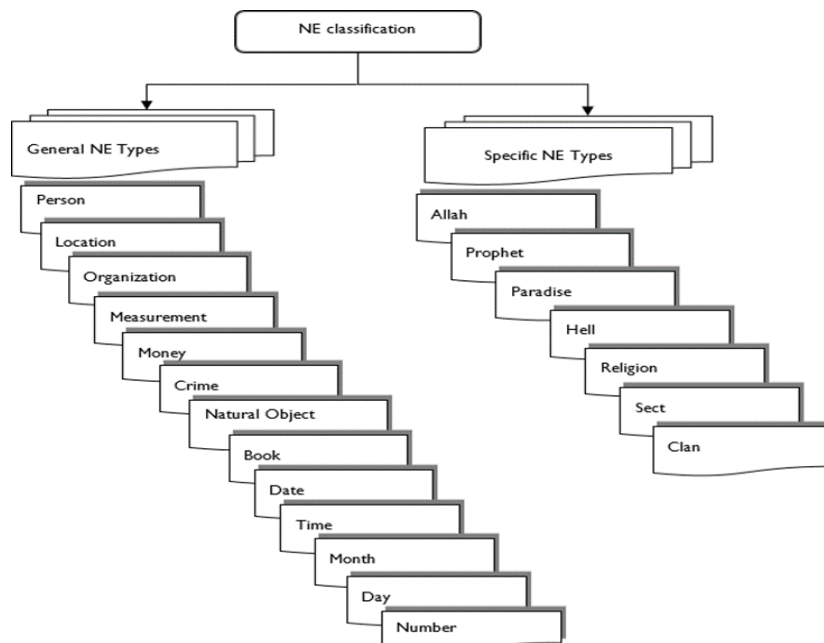 NE classification
General NE Types
Person
Location
Organization
Measurement
Money
Crime
Natural Object
Book
Date
Time
Month
Day
Number
Specific NE Types
Allah
Prophet
Paradise
Hell
Religion
Sect
Clan